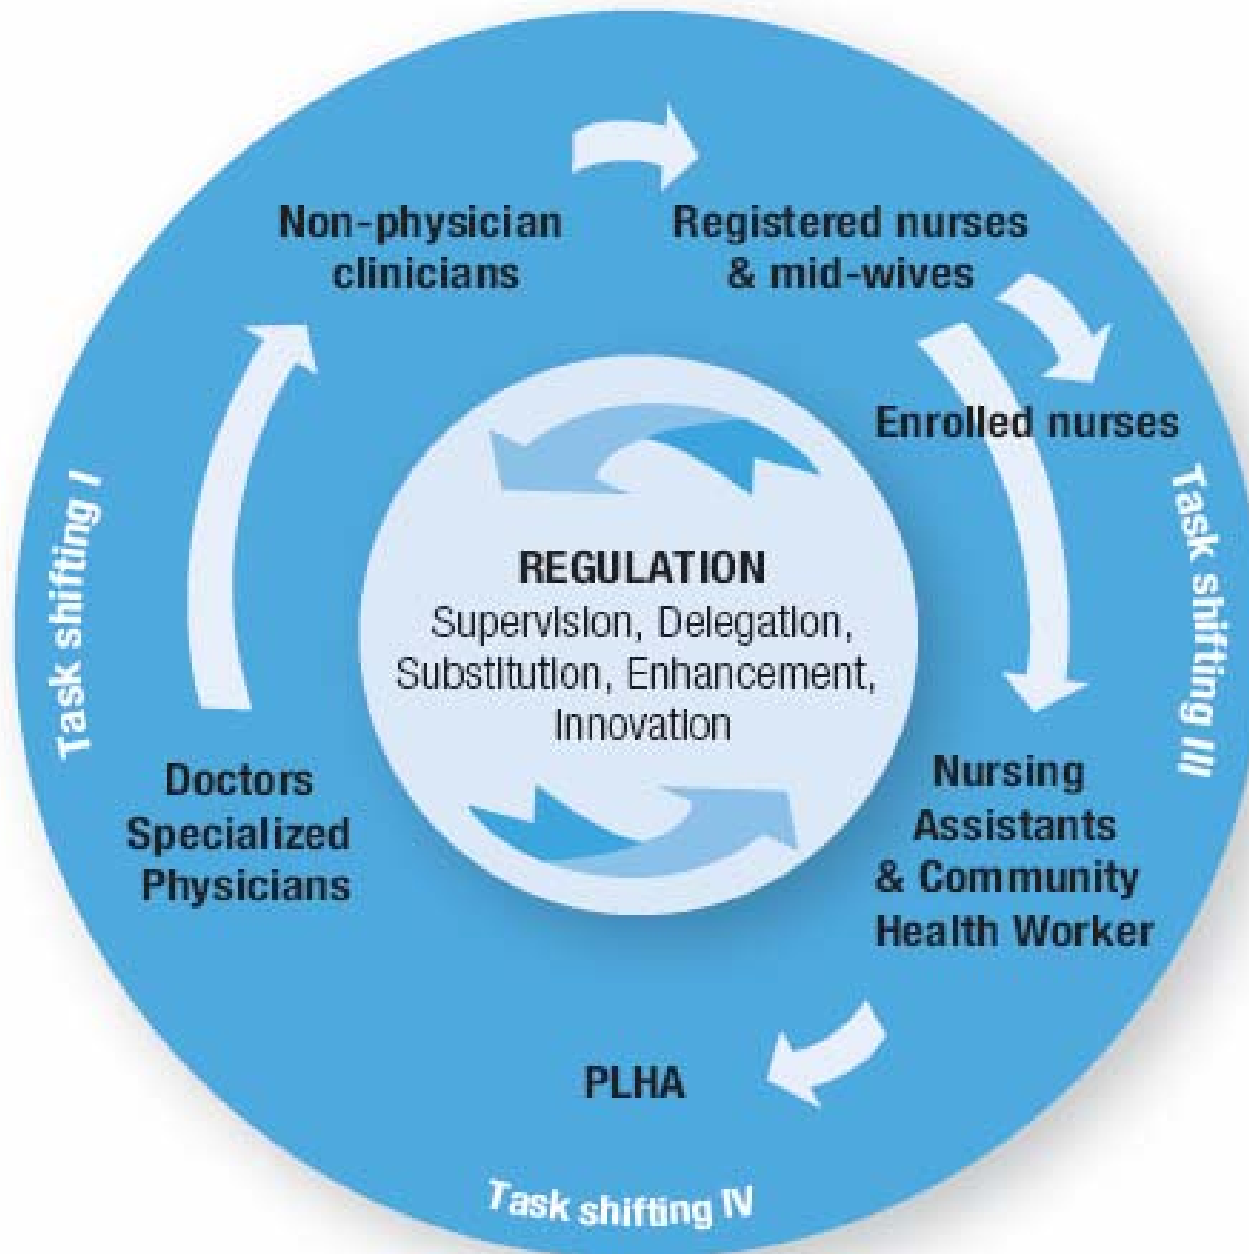 Non-physician
clinicians
Registered nurses
& mid-wives
Enrolled nurses
Task shifting I
Task shifting III
REGULATION
Supervision, Delegation,
Substitution, Enhancement,
Innovation
Doctors
Specialized
Physicians
Nursing
Assistants
& Community
Health Worker
PLHA
Task shifting IV